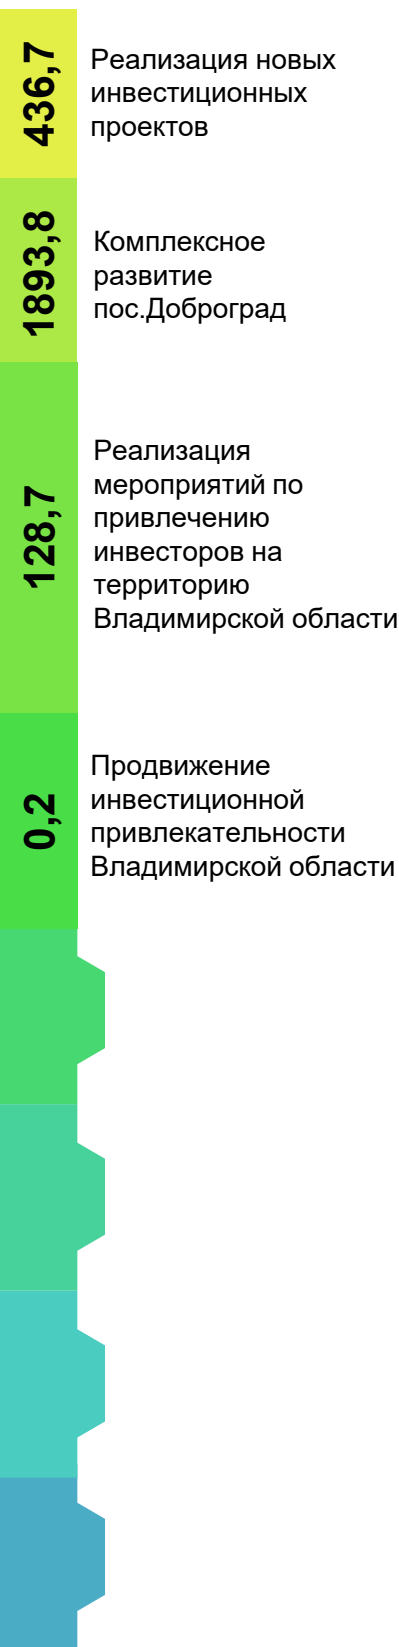 436,7
Реализация новых
инвестиционных
проектов
1893,8
Комплексное
развитие
пос.Доброград
128,7
Реализация
мероприятий по
привлечению
инвесторов на
территорию
Владимирской области
0,2
Продвижение
инвестиционной
привлекательности
Владимирской области